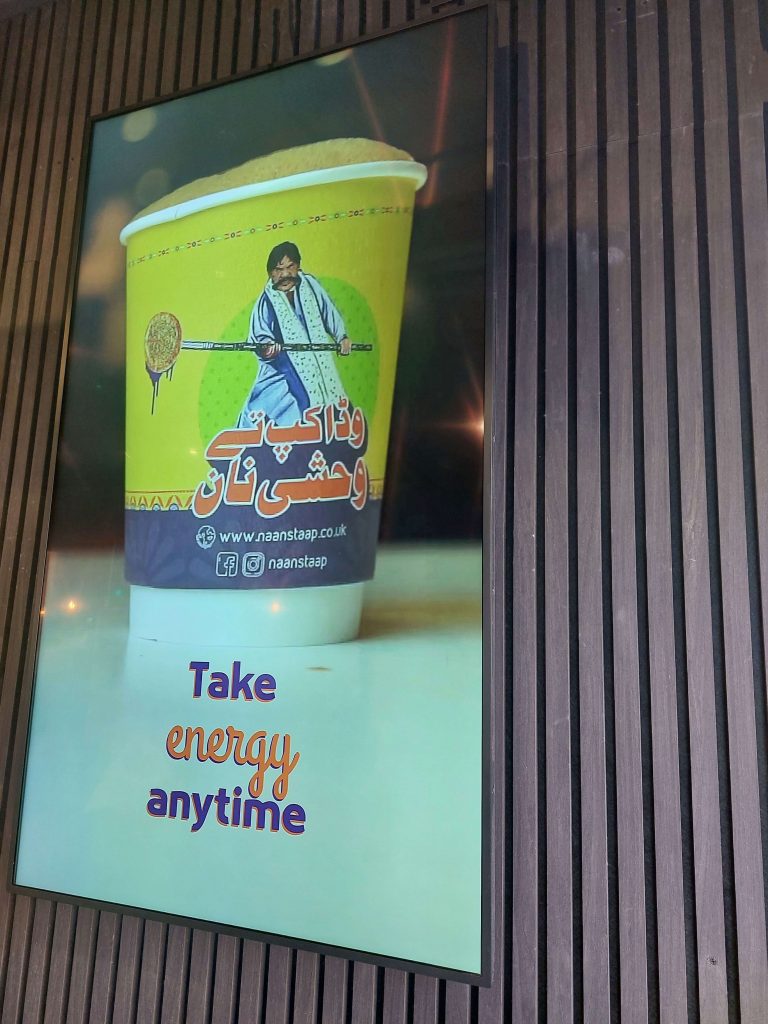 وڈا کپ تے
وحشی نان
www.naanstaap.co.uk
naanstaap
Take
energy
anytime